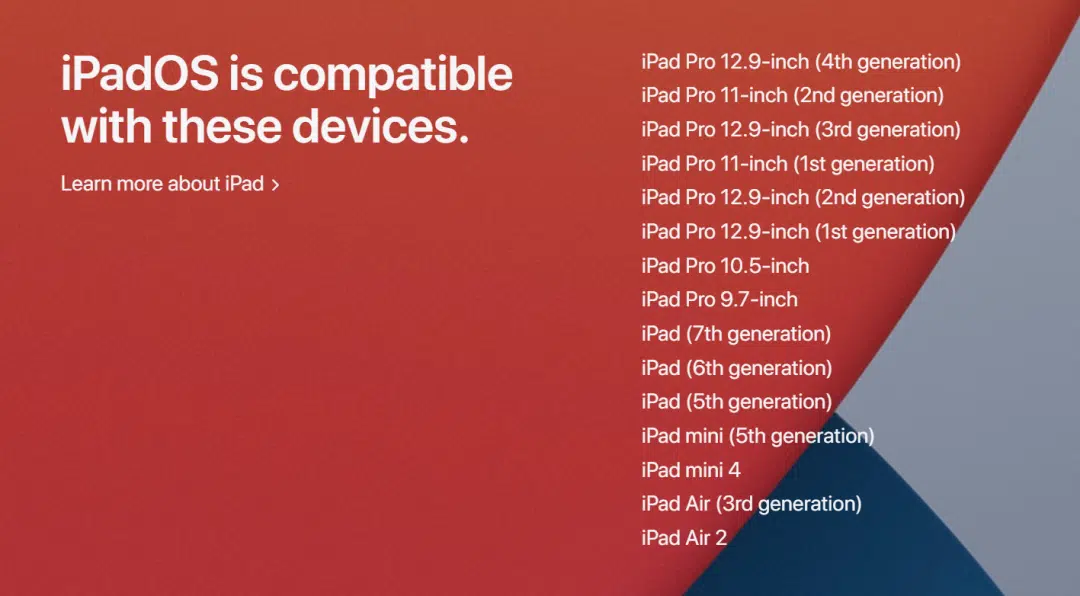 iPadOS is compatible
with these devices.
Learn more about iPad >
iPad Pro 12.9-inch (4th generation)
iPad Pro 11-inch (2nd generation)
iPad Pro 12.9-inch (3rd generation)
iPad Pro 11-inch (1st generation)
iPad Pro 12.9-inch (2nd generation)
iPad Pro 12.9-inch (1st generation)
iPad Pro 10.5-inch
iPad Pro 9.7-inch
iPad (7th generation)
iPad (6th generation)
iPad (5th generation)
iPad mini (5th generation)
iPad mini 4
iPad Air (3rd generation)
iPad Air 2